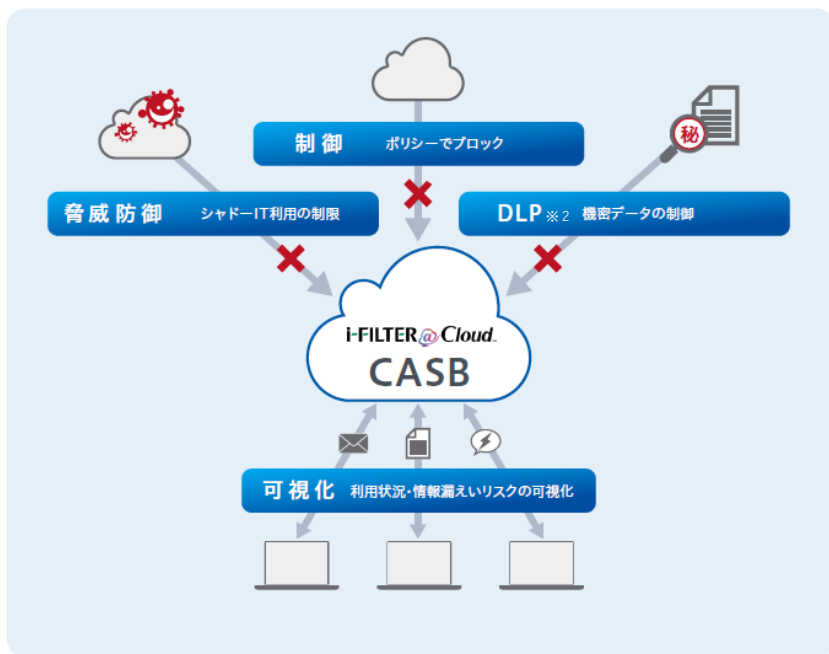 制御 ポリシーでブロック
秘
脅威防御 シャドーIT利用の制限
DLP ※2 機密データの制御
i-FILTER@Cloud
CASB
可視化 利用状況・情報漏えいリスクの可視化